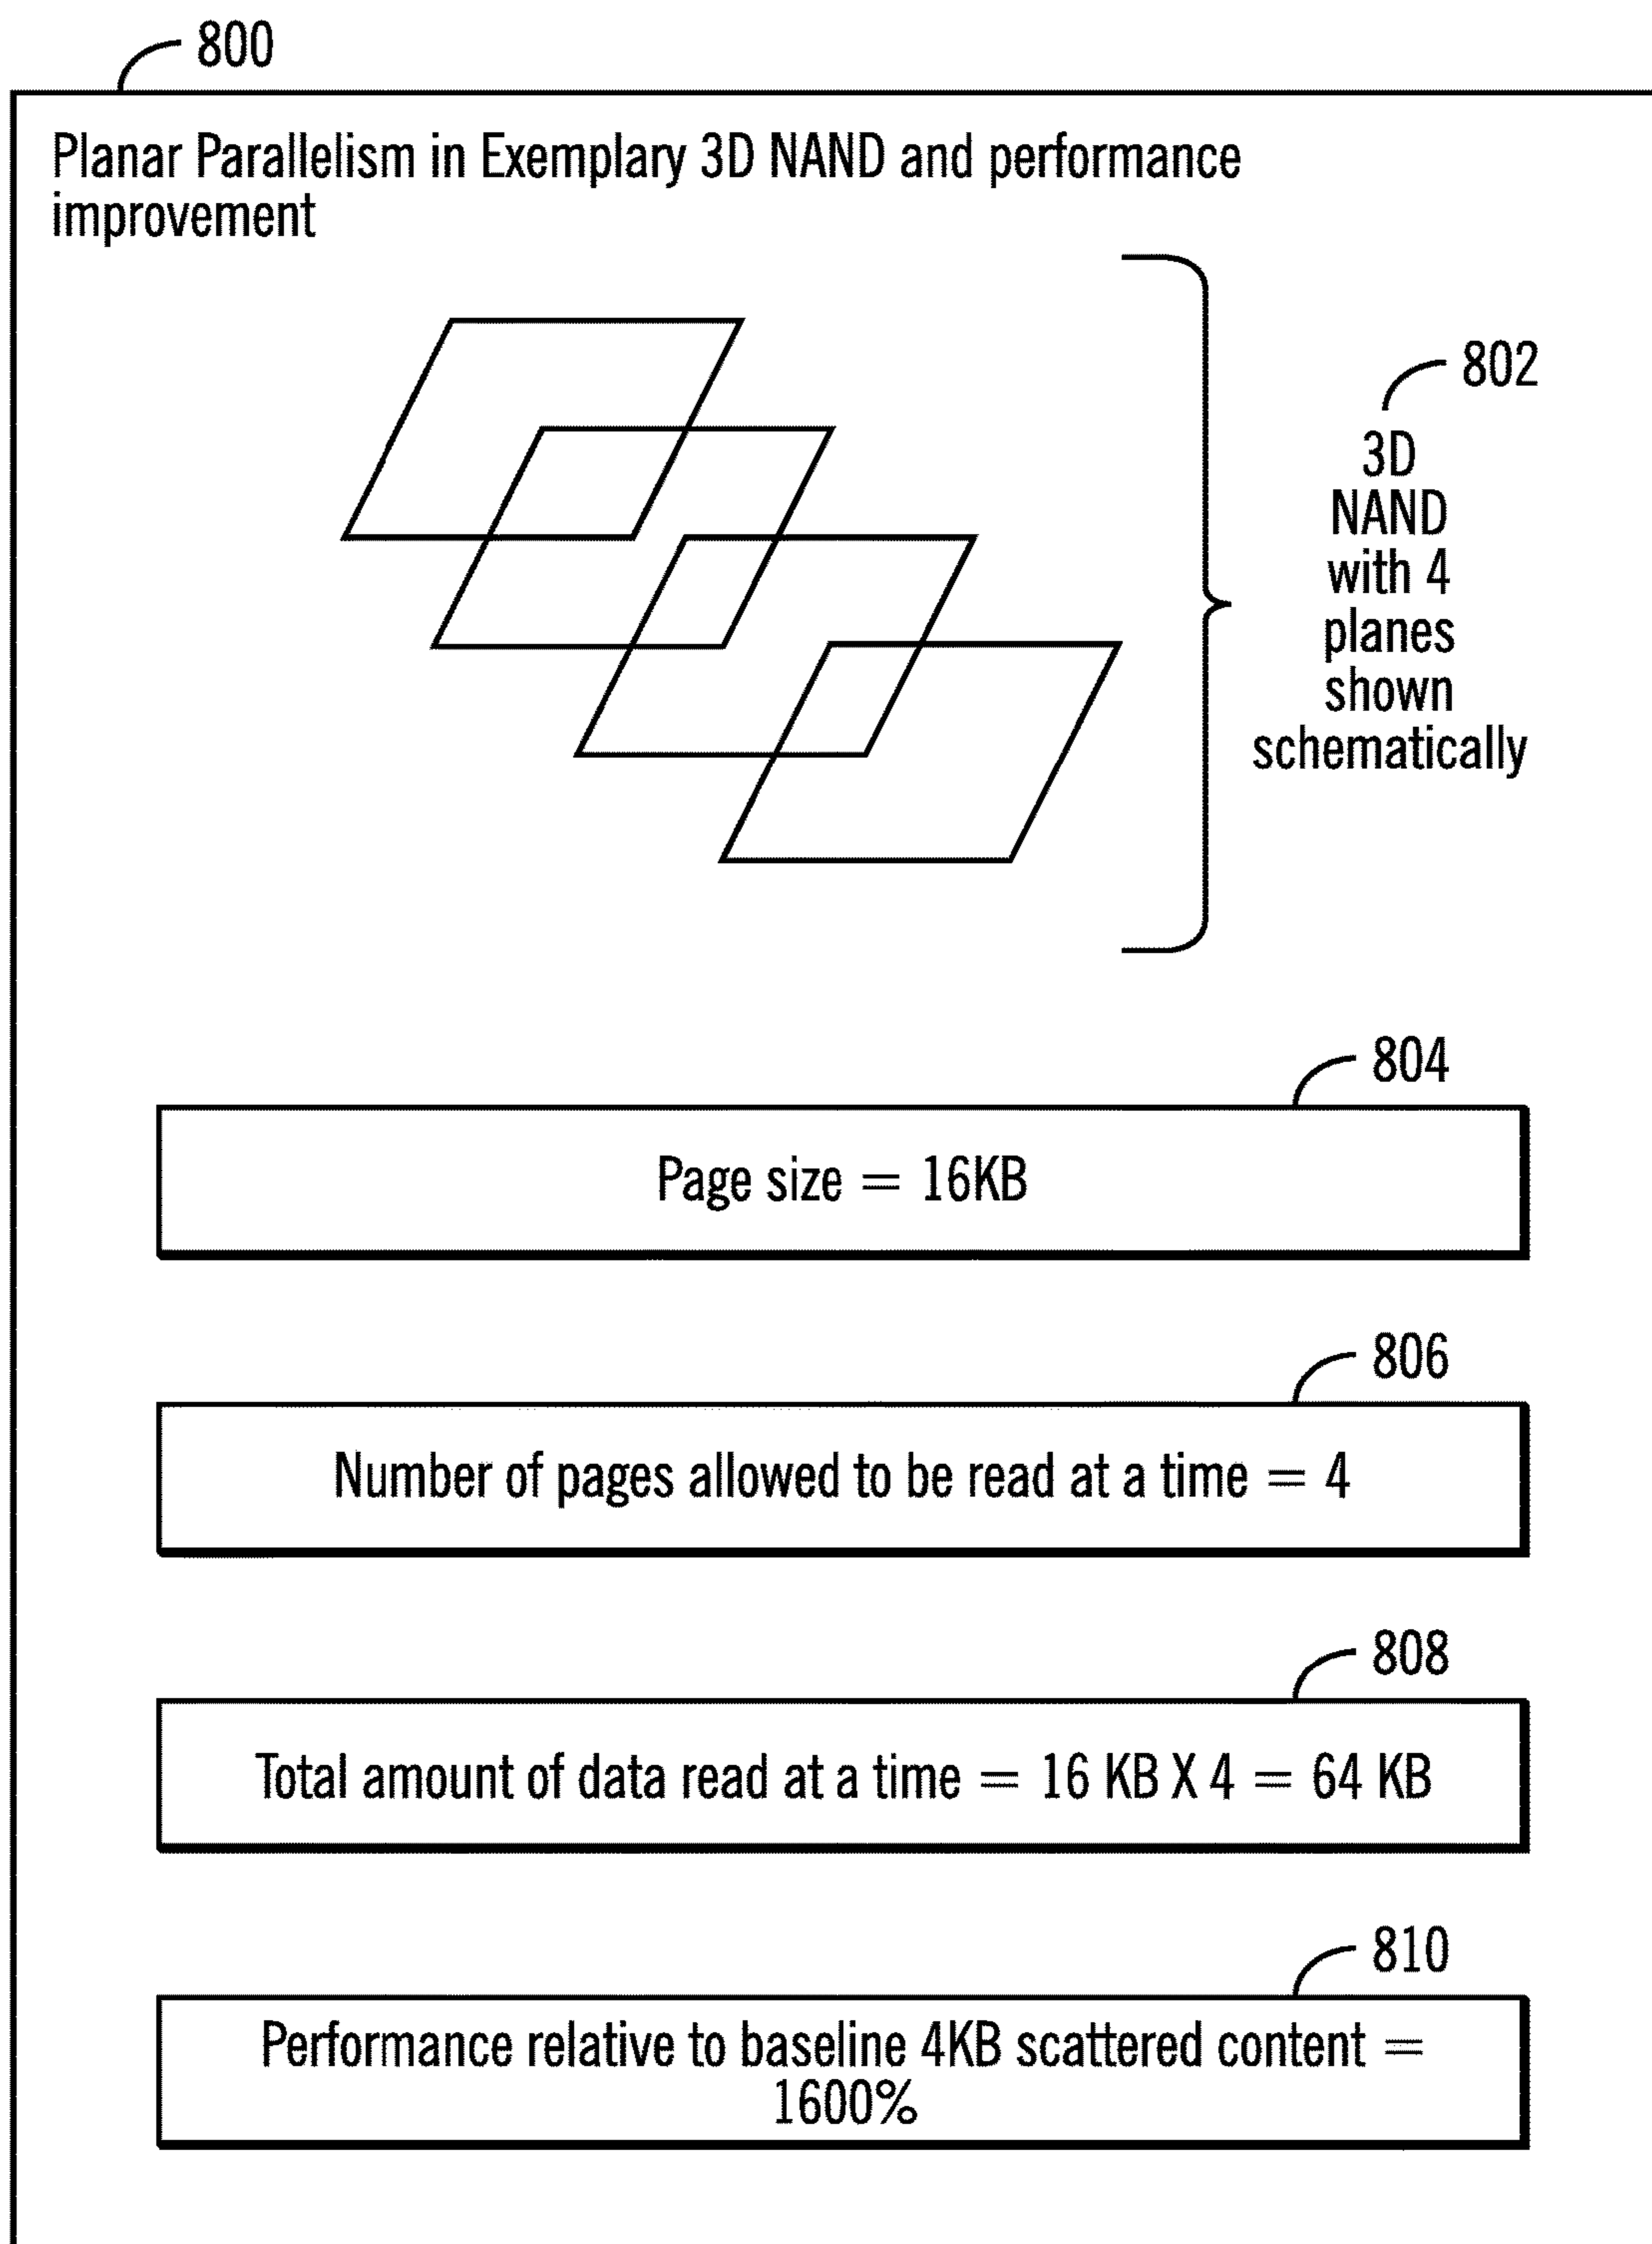 800
Planar Parallelism in Exemplary 3D NAND and performance
improvement
802
3D
NAND
with 4
planes
shown
schematically
804
Page size = 16KB
806
Number of pages allowed to be read at a time = 4
808
Total amount of data read at a time = 16 KB X 4 = 64 KB
810
Performance relative to baseline 4KB scattered content =
1600%